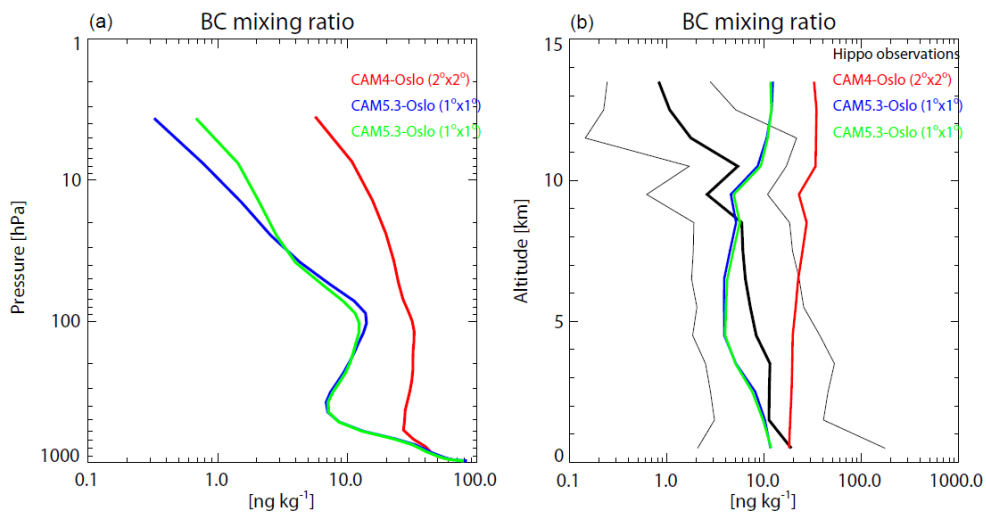 (a) BC mixing ratio
1
10
100
1000
Pressure [hPa]
CAM4-Oslo (2°x2°)
CAM5.3-Oslo (1°x1°)
CAM5.3-Oslo (1°x1°)
0.1 1.0 10.0 100.0
[ng kg⁻¹]
(b) BC mixing ratio
15
10
5
0
Altitude [km]
Hippo observations
CAM4-Oslo (2°x2°)
CAM5.3-Oslo (1°x1°)
CAM5.3-Oslo (1°x1°)
0.1 1.0 10.0 100.0 1000.0
[ng kg⁻¹]